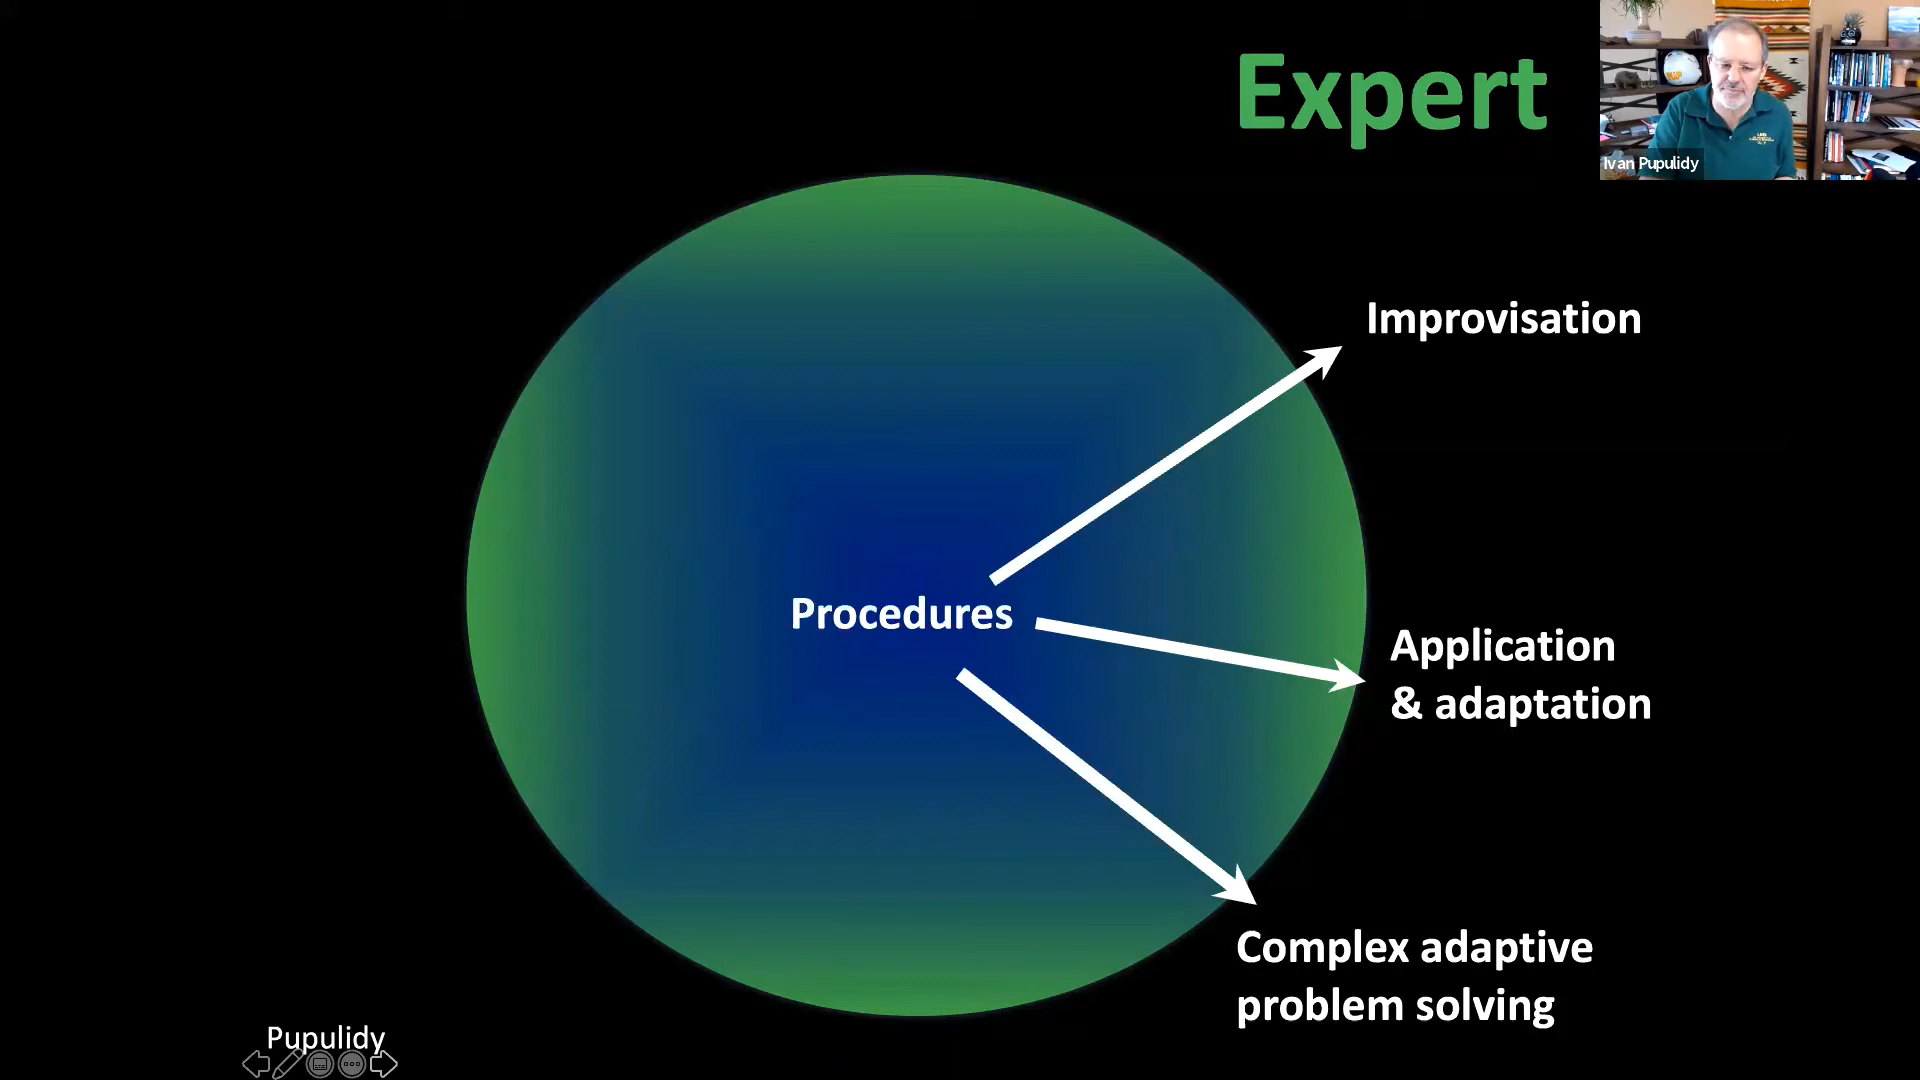 Expert
Ivan Pupulidy
Improvisation
Procedures
Application
& adaptation
Complex adaptive
problem solving
Pupulidy